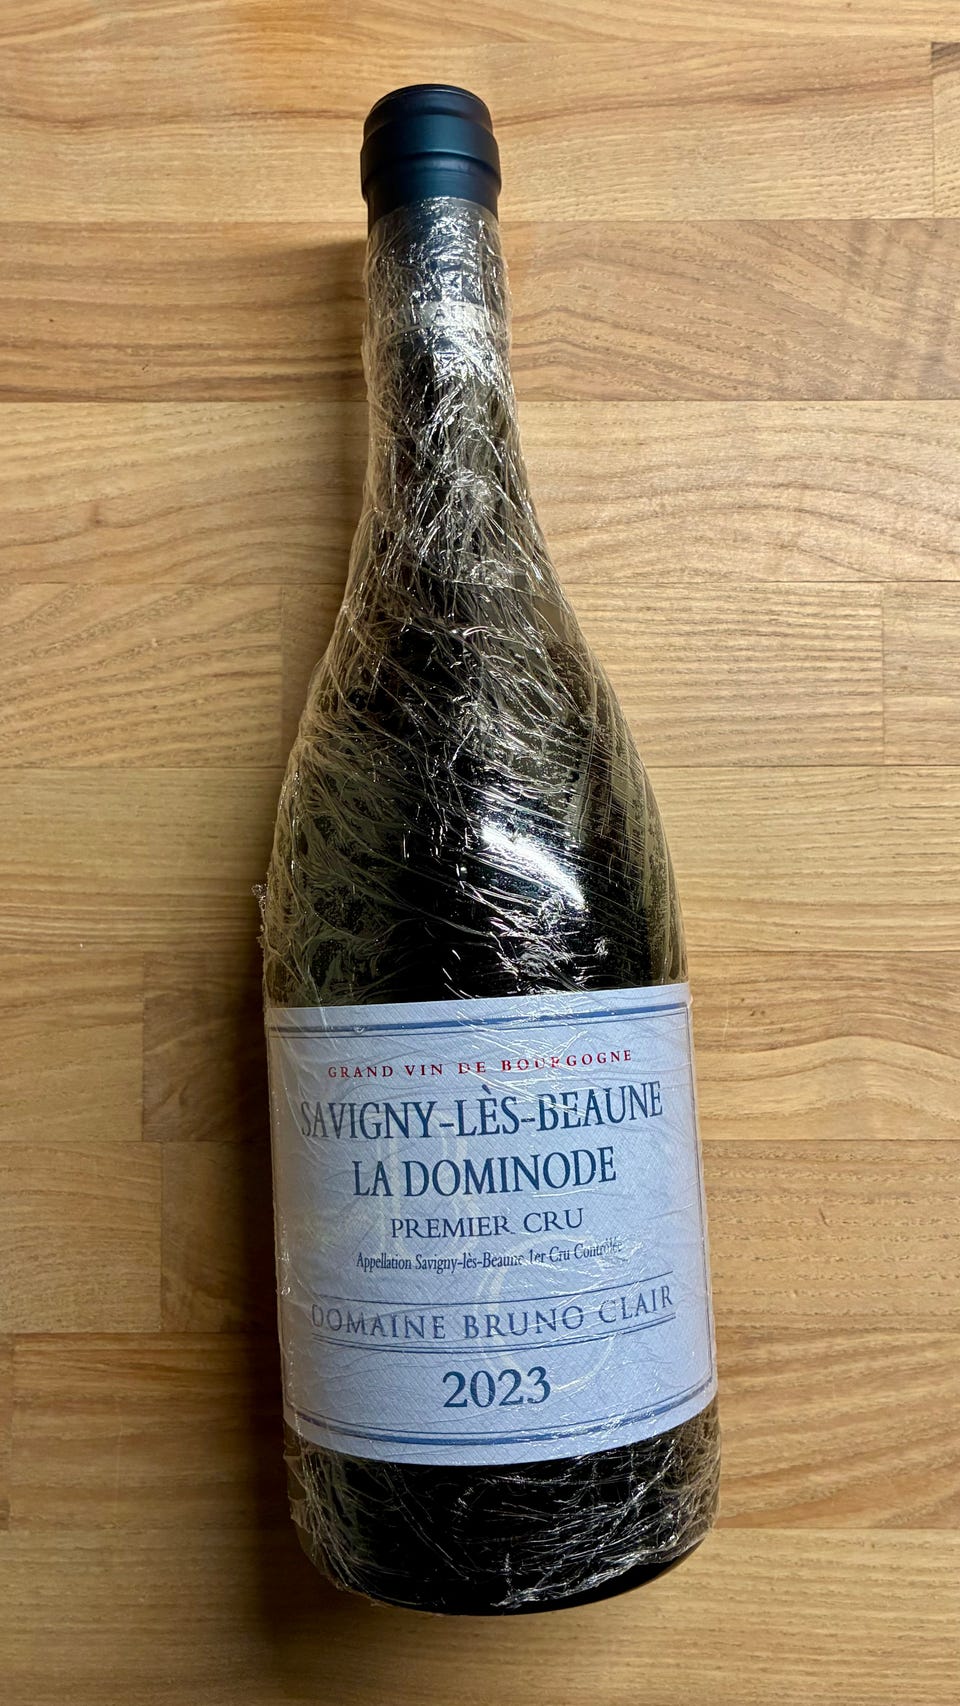 GRAND VIN DE BOURGOGNE
SAVIGNY-LÈS-BEAUNE
LA DOMINODE
PREMIER CRU
Appellation Savigny-lès-Beaune 1er Cru Contrôlée
DOMAINE BRUNO CLAIR
2023